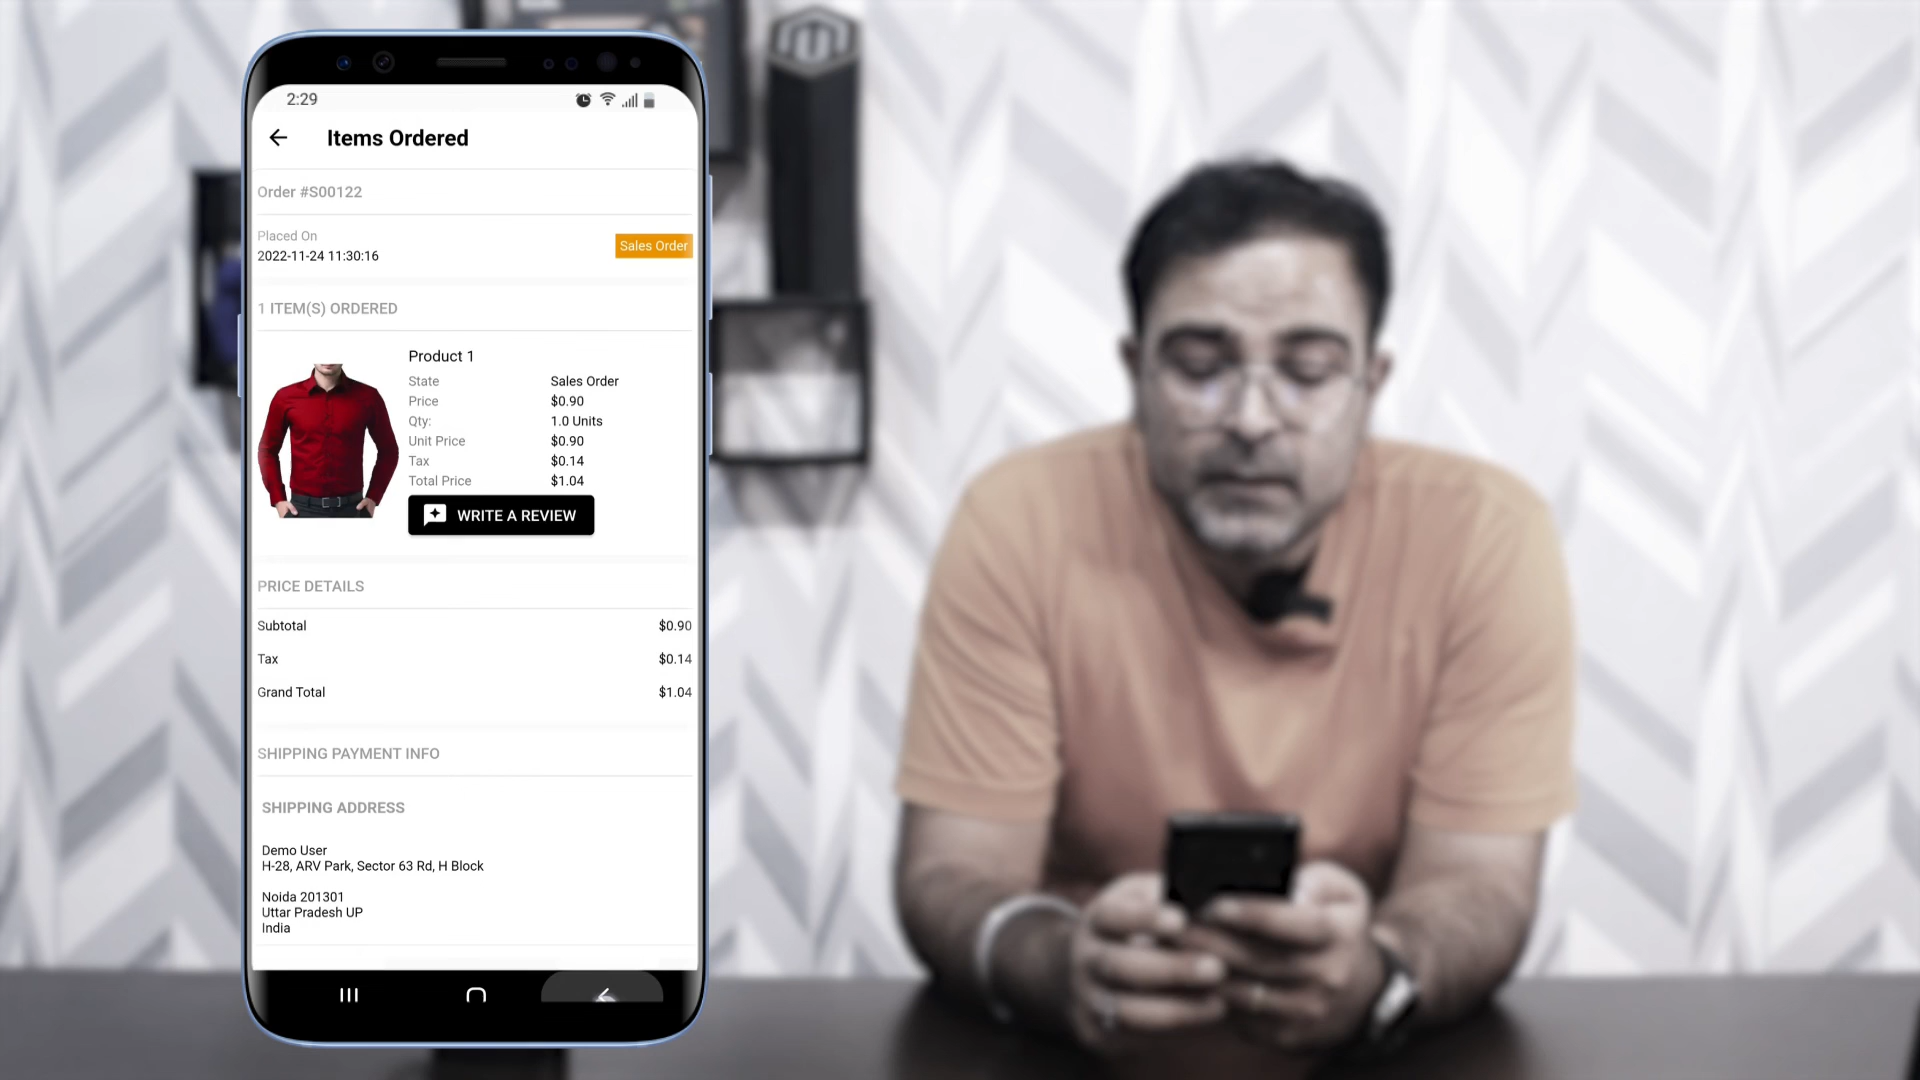 2:29
Items Ordered
Order #S00122
Placed On
2022-11-24 11:30:16
Sales Order
1 ITEM(S) ORDERED
Product 1
State Sales Order
Price $0.90
Qty: 1.0 Units
Unit Price $0.90
Tax $0.14
Total Price $1.04
WRITE A REVIEW
PRICE DETAILS
Subtotal $0.90
Tax $0.14
Grand Total $1.04
SHIPPING PAYMENT INFO
SHIPPING ADDRESS
Demo User
H-28, ARV Park, Sector 63 Rd, H Block
Noida 201301
Uttar Pradesh UP
India